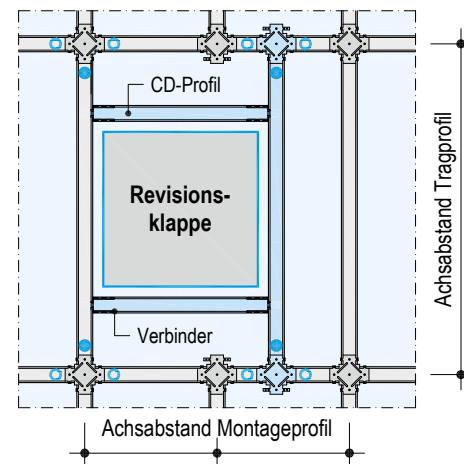 CD-Profil
Revisions-
klappe
Verbinder
Achsabstand Tragprofil
Achsabstand Montageprofil